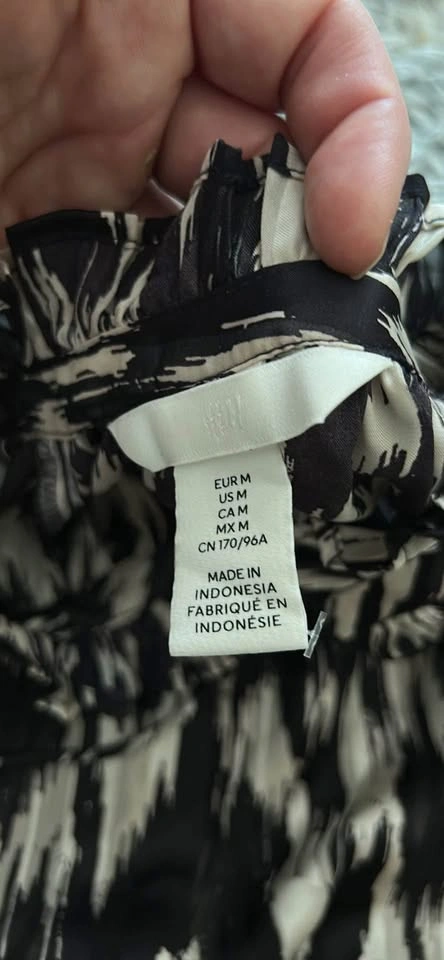 H&M
EUR M
US M
CA M
MX M
CN 170/96A
MADE IN
INDONESIA
FABRIQUÉ EN
INDONÉSIE